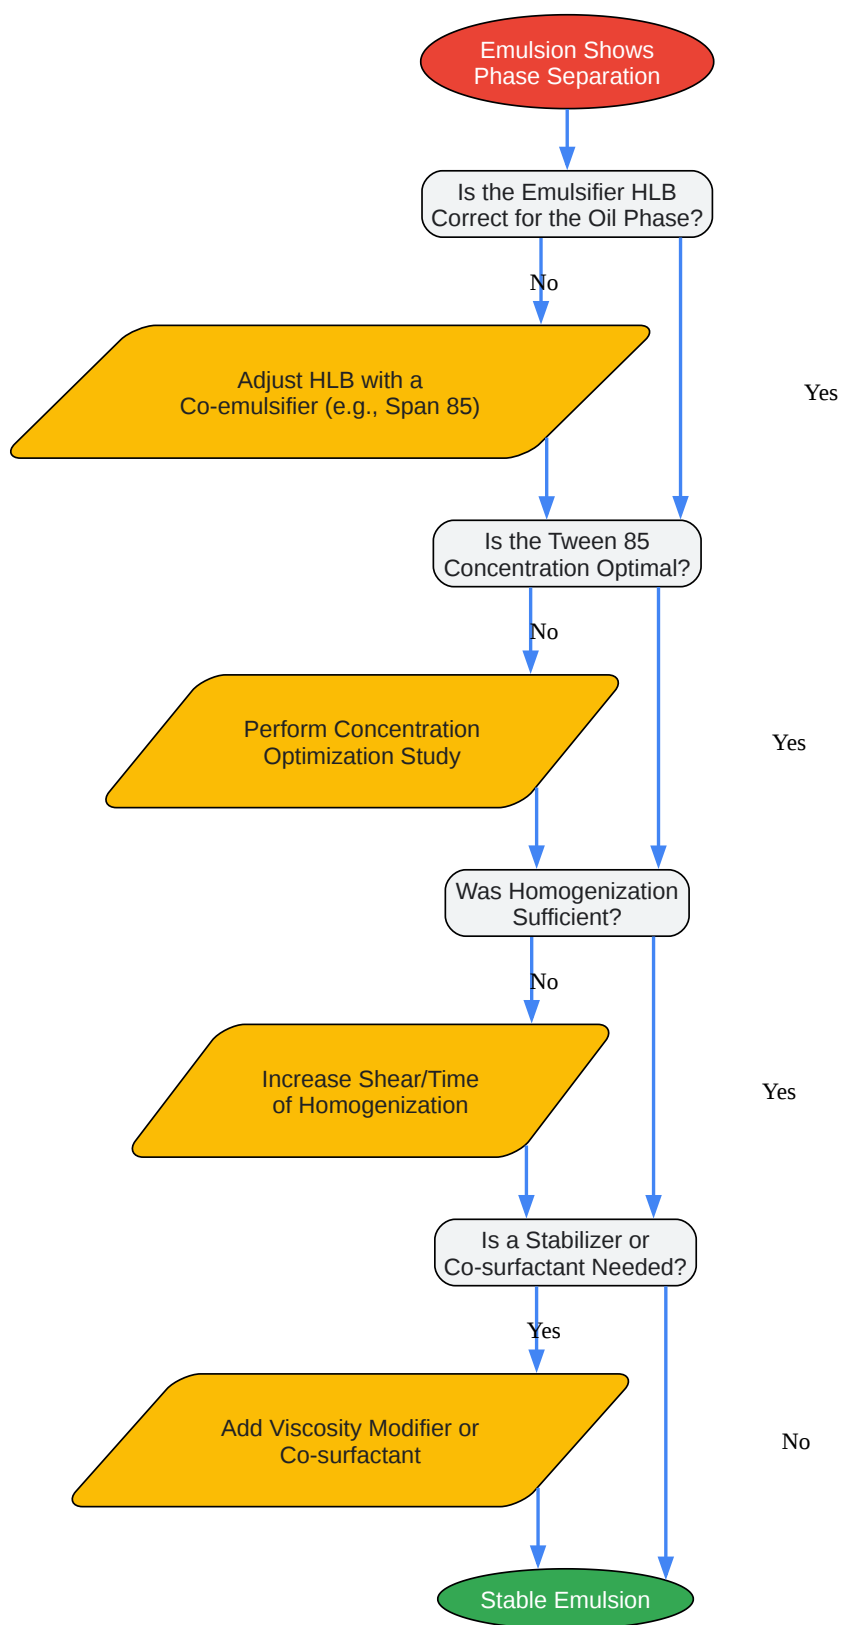 Emulsion Shows
Phase Separation
Is the Emulsifier HLB
Correct for the Oil Phase?
No
Adjust HLB with a
Co-emulsifier (e.g., Span 85)
Yes
Is the Tween 85
Concentration Optimal?
No
Perform Concentration
Optimization Study
Yes
Was Homogenization
Sufficient?
No
Increase Shear/Time
of Homogenization
Yes
Is a Stabilizer or
Co-surfactant Needed?
Yes
Add Viscosity Modifier or
Co-surfactant
No
Stable Emulsion